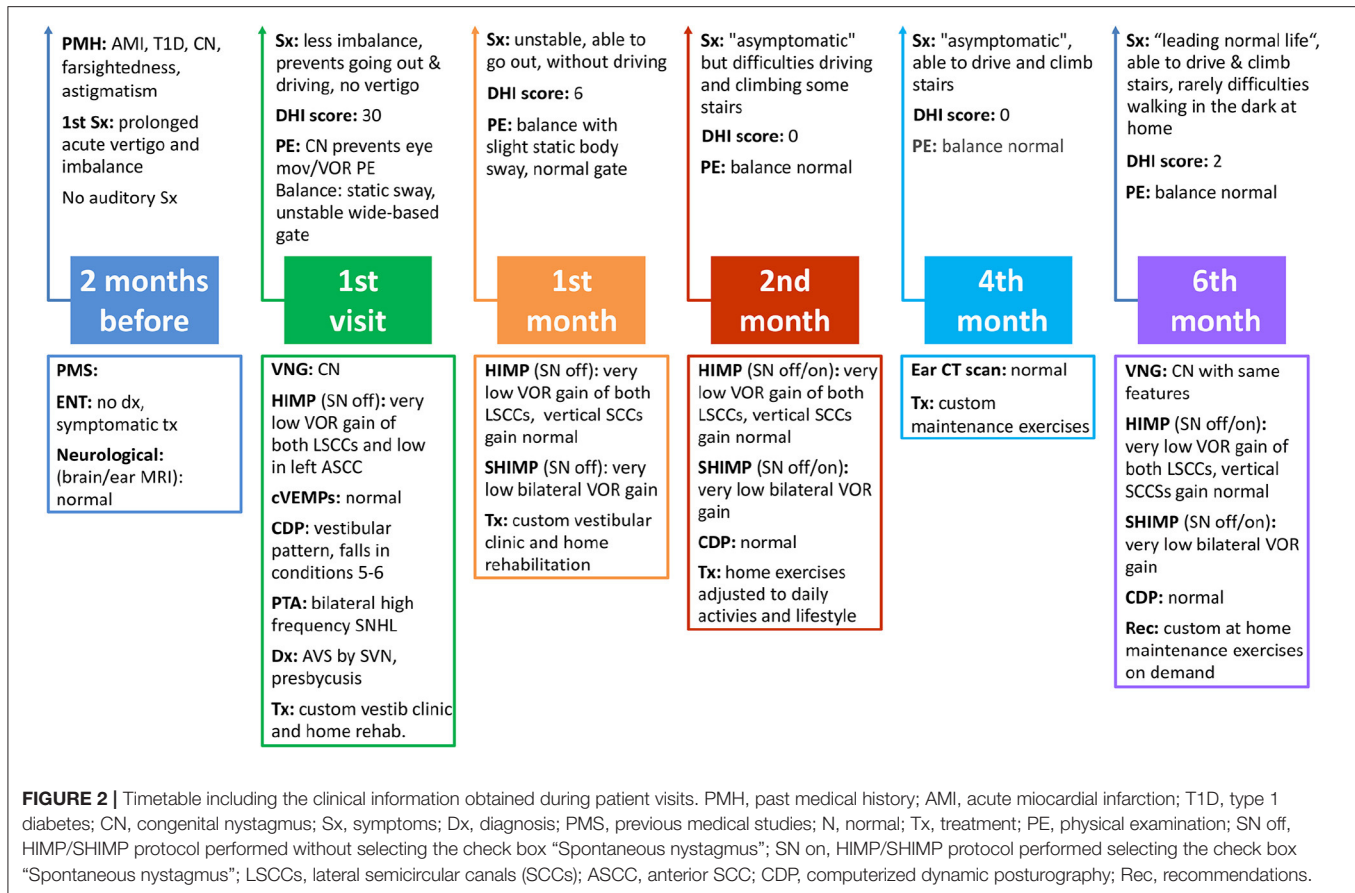 PMH: AMI, T1D, CN,
farsightedness,
astigmatism
1st Sx: prolonged
acute vertigo and
imbalance
No auditory Sx
2 months
before
PMS:
ENT: no dx,
symptomatic tx
Neurological:
(brain/ear MRI):
normal
Sx: less imbalance,
prevents going out &
driving, no vertigo
DHI score: 30
PE: CN prevents eye
mov/VOR PE
Balance: static sway,
unstable wide-based
gate
1st
visit
VNG: CN
HIMP (SN off): very
low VOR gain of
both LSCCs and low
in left ASCC
cVEMPs: normal
CDP: vestibular
pattern, falls in
conditions 5-6
PTA: bilateral high
frequency SNHL
Dx: AVS by SVN,
presbycusis
Tx: custom vestib clinic
and home rehab.
Sx: unstable, able to
go out, without driving
DHI score: 6
PE: balance with
slight static body
sway, normal gate
1st
month
HIMP (SN off): very
low VOR gain of both
LSCCs, vertical SCCs
gain normal
SHIMP (SN off): very
low bilateral VOR gain
Tx: custom vestibular
clinic and home
rehabilitation
Sx: "asymptomatic"
but difficulties driving
and climbing some
stairs
DHI score: 0
PE: balance normal
2nd
month
HIMP (SN off/on): very
low VOR gain of both
LSCCs, vertical SCCs
gain normal
SHIMP (SN off/on):
very low bilateral VOR
gain
CDP: normal
Tx: home exercises
adjusted to daily
activies and lifestyle
Sx: "asymptomatic",
able to drive and climb
stairs
DHI score: 0
PE: balance normal
4th
month
Ear CT scan: normal
Tx: custom
maintenance exercises
Sx: “leading normal life“,
able to drive & climb
stairs, rarely difficulties
walking in the dark at
home
DHI score: 2
PE: balance normal
6th
month
VNG: CN with same
features
HIMP (SN off/on):
very low VOR gain of
both LSCCs, vertical
SCCSs gain normal
SHIMP (SN off/on):
very low bilateral VOR
gain
CDP: normal
Rec: custom at home
maintenance exercises
on demand
FIGURE 2 | Timetable including the clinical information obtained during patient visits. PMH, past medical history; AMI, acute miocardial infarction; T1D, type 1
diabetes; CN, congenital nystagmus; Sx, symptoms; Dx, diagnosis; PMS, previous medical studies; N, normal; Tx, treatment; PE, physical examination; SN off,
HIMP/SHIMP protocol performed without selecting the check box “Spontaneous nystagmus”; SN on, HIMP/SHIMP protocol performed selecting the check box
“Spontaneous nystagmus”; LSCCs, lateral semicircular canals (SCCs); ASCC, anterior SCC; CDP, computerized dynamic posturography; Rec, recommendations.